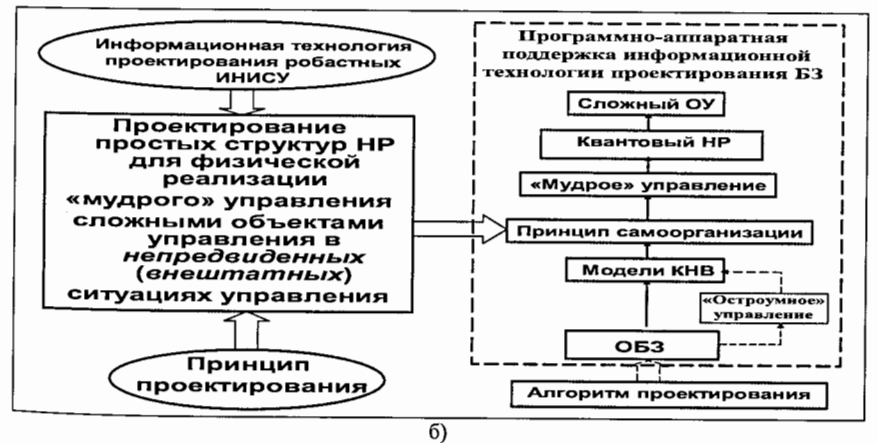 Информационная технология
проектирования робастных
ИНИСУ
Проектирование
простых структур НР
для физической
реализации
«мудрого» управления
сложными объектами
управления в
непредвиденных
(внештатных)
ситуациях управления
Принцип
проектирования
Программно-аппаратная
поддержка информационной
технологии проектирования БЗ
Сложный ОУ
Квантовый НР
«Мудрое» управление
Принцип самоорганизации
Модели КНВ
«Остроумное»
управление
ОБЗ
Алгоритм проектирования
б)